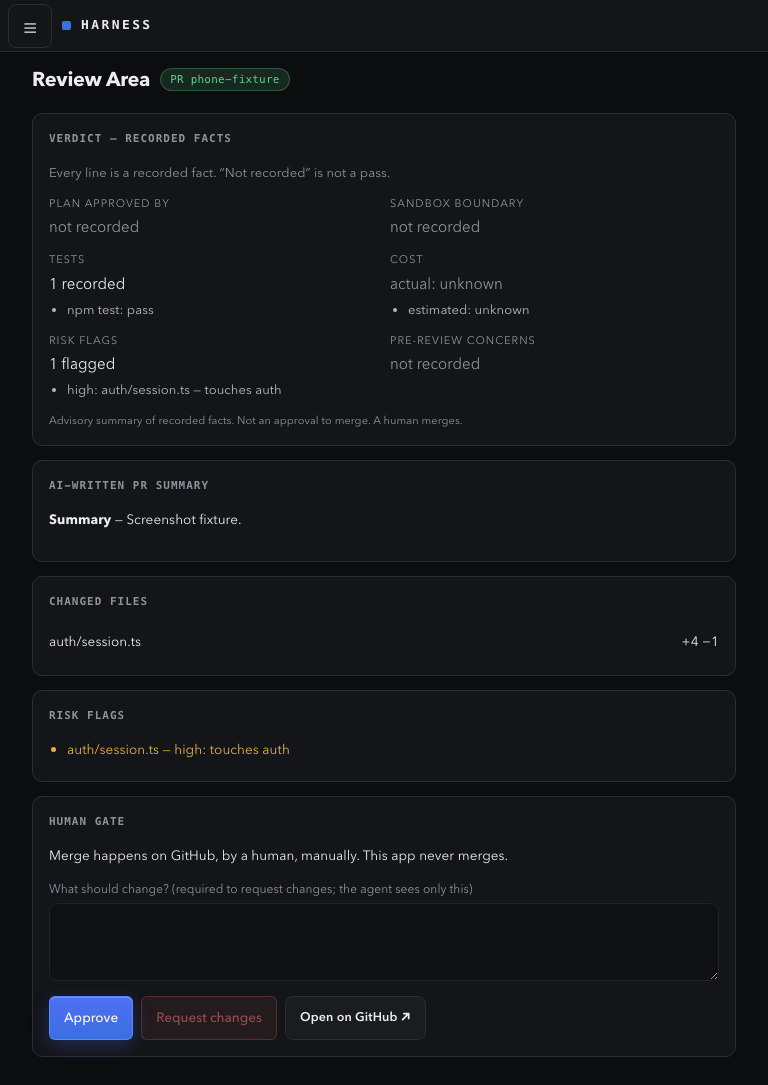 HARNESS
Review Area PR phone-fixture
VERDICT — RECORDED FACTS
Every line is a recorded fact. “Not recorded” is not a pass.
PLAN APPROVED BY
not recorded
SANDBOX BOUNDARY
not recorded
TESTS
1 recorded
• npm test: pass
COST
actual: unknown
• estimated: unknown
RISK FLAGS
1 flagged
• high: auth/session.ts — touches auth
PRE-REVIEW CONCERNS
not recorded
Advisory summary of recorded facts. Not an approval to merge. A human merges.
AI-WRITTEN PR SUMMARY
Summary — Screenshot fixture.
CHANGED FILES
auth/session.ts +4 −1
RISK FLAGS
• auth/session.ts — high: touches auth
HUMAN GATE
Merge happens on GitHub, by a human, manually. This app never merges.
What should change? (required to request changes; the agent sees only this)
Approve
Request changes
Open on GitHub ↗